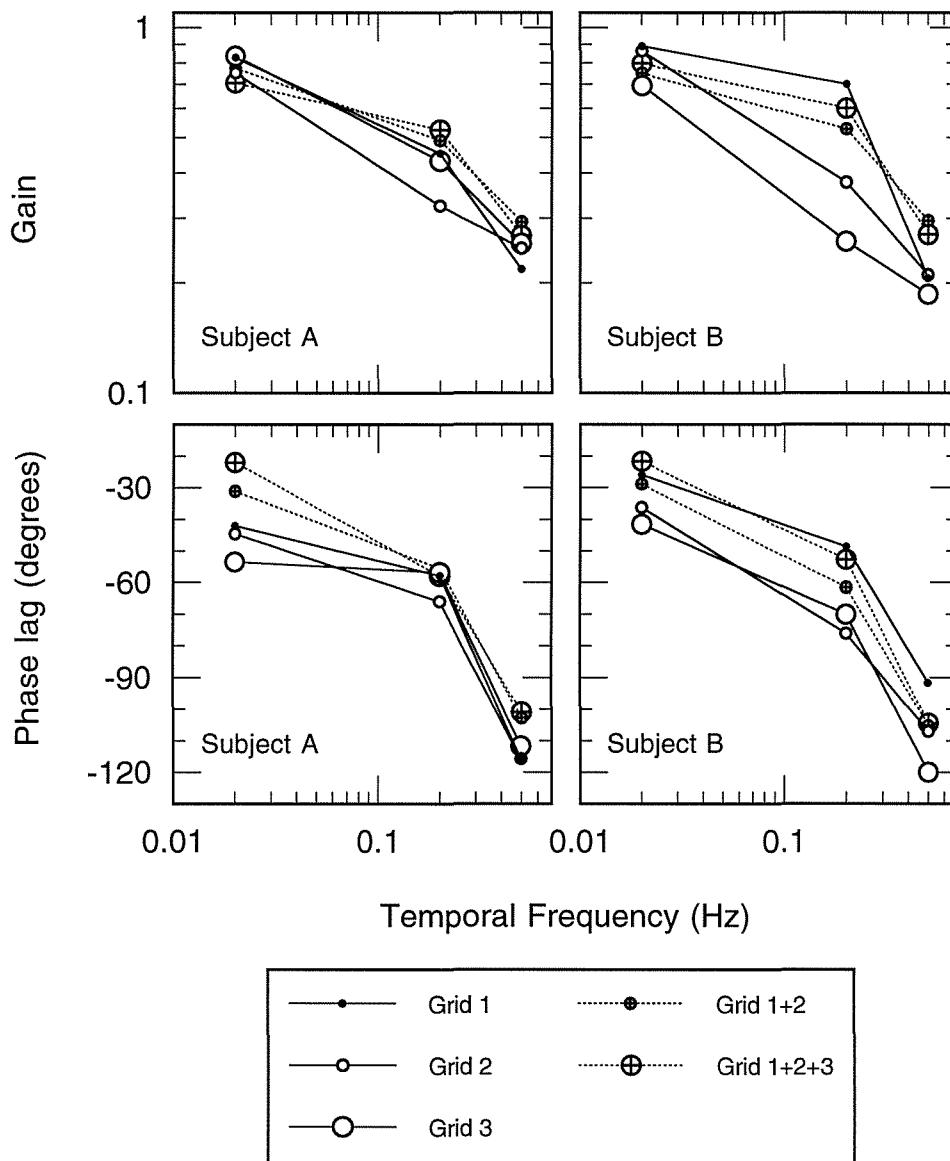 1
Gain
0.1
Subject A
Subject B
Phase lag (degrees)
-30
-60
-90
-120
Subject A
Subject B
0.01
0.1
0.01
0.1
Temporal Frequency (Hz)
Grid 1
Grid 1+2
Grid 2
Grid 1+2+3
Grid 3